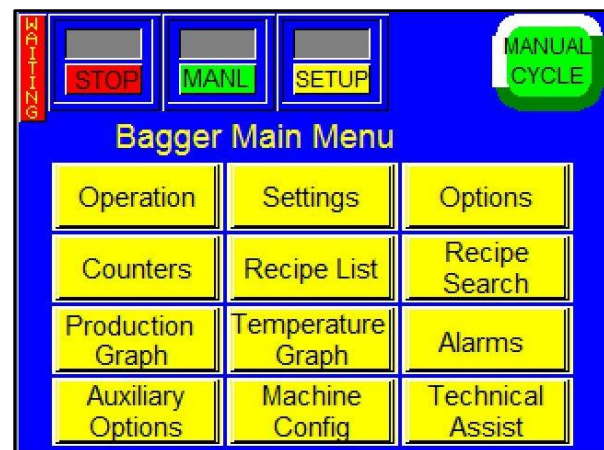 WAITING
STOP
MANL
SETUP
MANUAL
CYCLE
Bagger Main Menu
Operation
Settings
Options
Counters
Recipe List
Recipe
Search
Production
Graph
Temperature
Graph
Alarms
Auxiliary
Options
Machine
Config
Technical
Assist